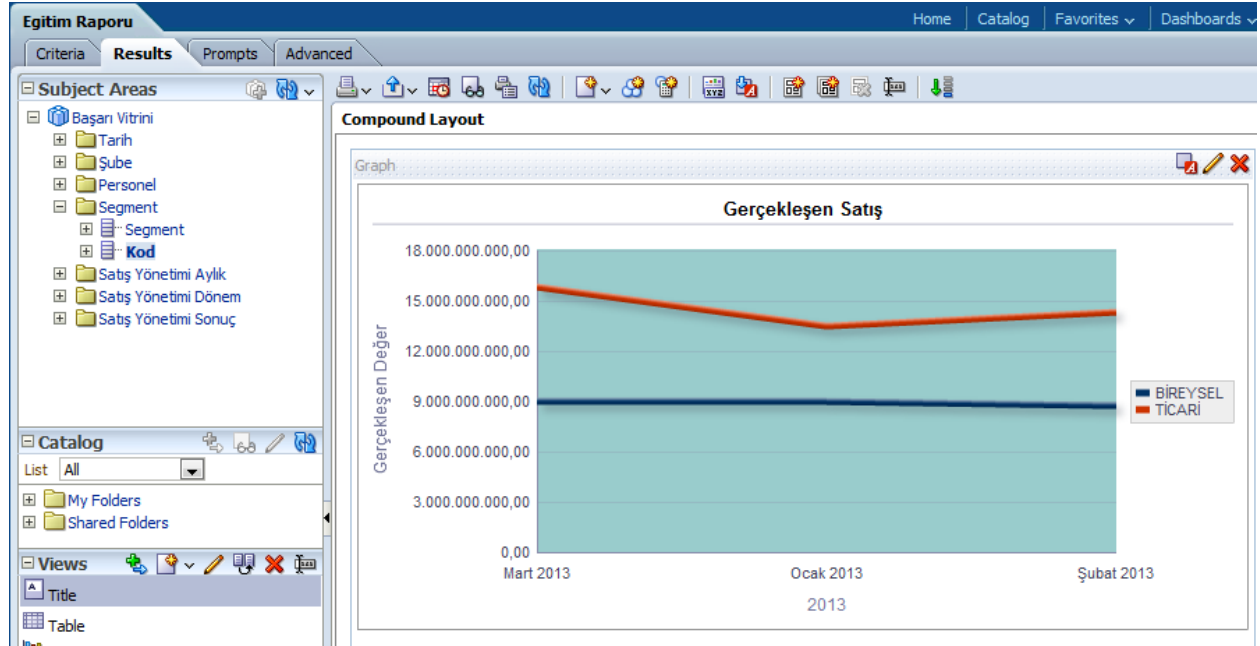 Egitim Raporu
Home Catalog Favorites Dashboards
Criteria Results Prompts Advanced
Subject Areas
Başarı Vitrini
Tarih
Şube
Personel
Segment
Segment
Kod
Satış Yönetimi Aylık
Satış Yönetimi Dönem
Satış Yönetimi Sonuç
Catalog
List All
My Folders
Shared Folders
Views
Title
Table
Compound Layout
Graph
Gerçekleşen Satış
Gerçekleşen Değer
18.000.000.000,00
15.000.000.000,00
12.000.000.000,00
9.000.000.000,00
6.000.000.000,00
3.000.000.000,00
0,00
Mart 2013 Ocak 2013 Şubat 2013
2013
BİREYSEL
TİCARİ